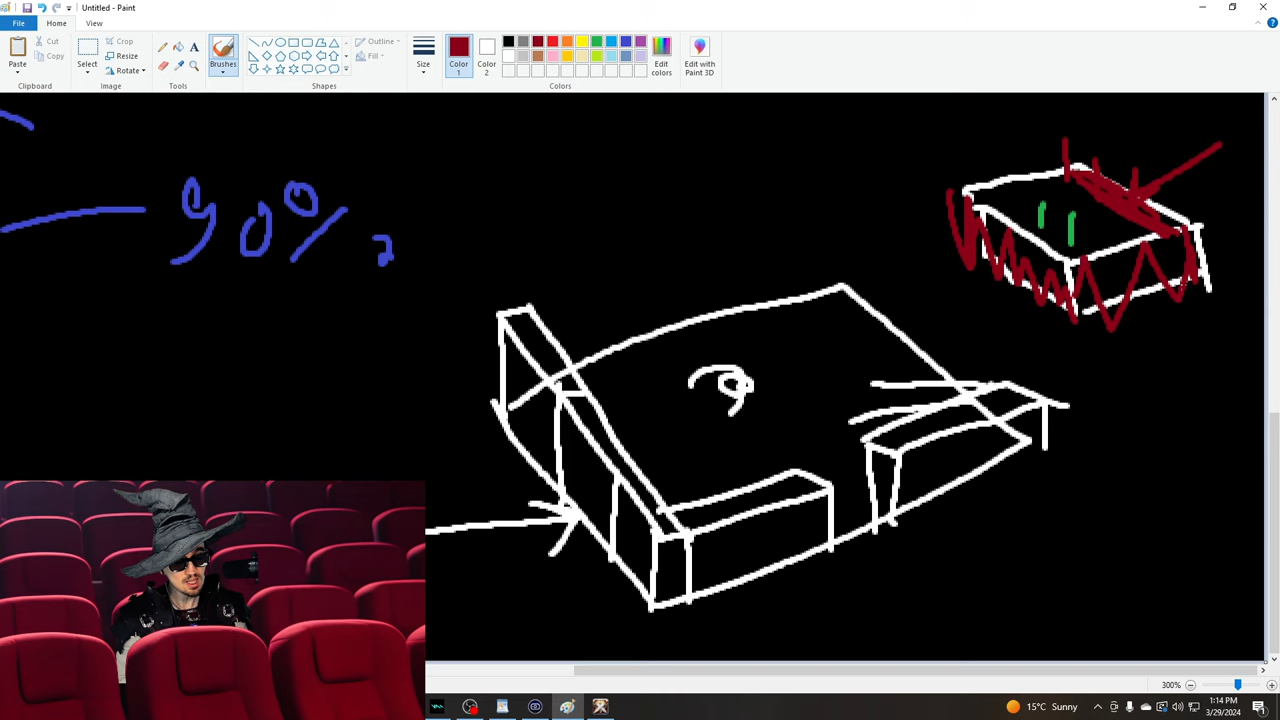 Untitled - Paint
File
Home
View
Paste
Cut
Copy
Clipboard
Select
Crop
Resize
Rotate
Image
Tools
Brushes
Shapes
Outline
Fill
Size
Color 1
Color 2
Edit colors
Colors
Edit with Paint 3D
90%
300%
15°C Sunny
1:14 PM
3/29/2024